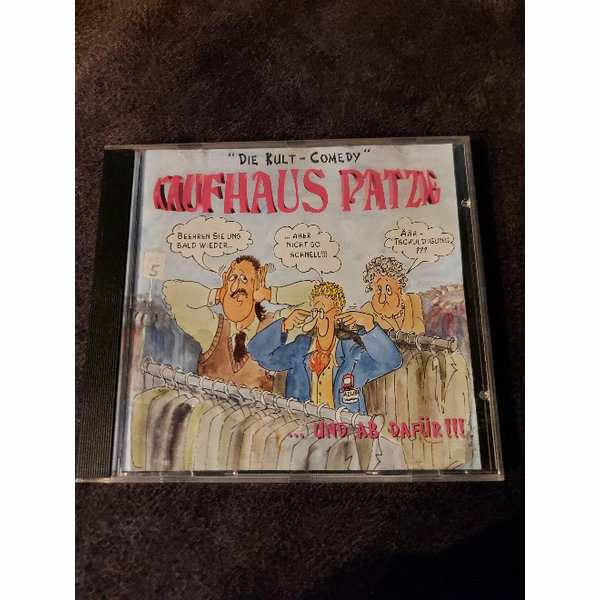 "DIE KULT-COMEDY"
KAUFHAUS PATZIG
BEEHREN SIE UNS
BALD WIEDER...
... ABER
NICHT SO
SCHNELL!!!
ÄÄH -
'TSCHULDIGUNG
???
5
... UND AB DAFÜR!!!